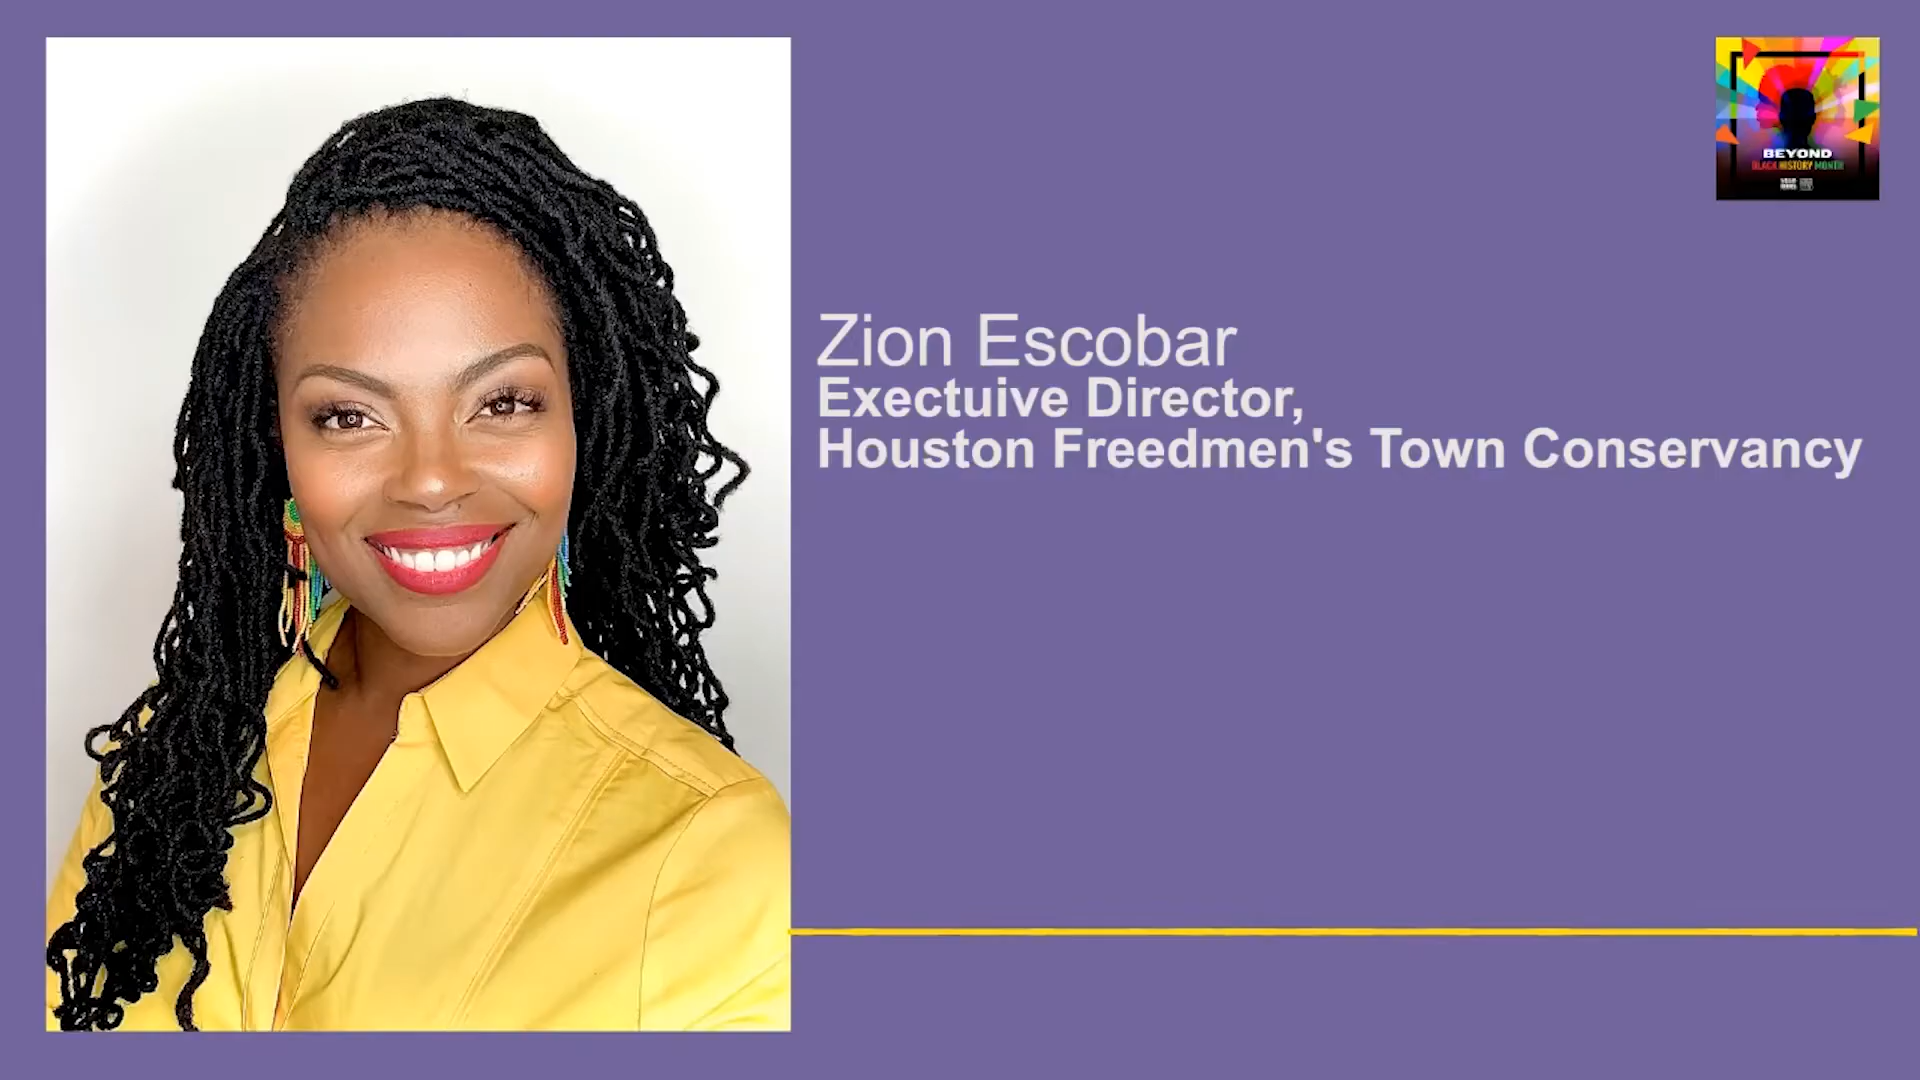 Zion Escobar
Exectuive Director,
Houston Freedmen's Town Conservancy
BEYOND
BLACK HISTORY MONTH